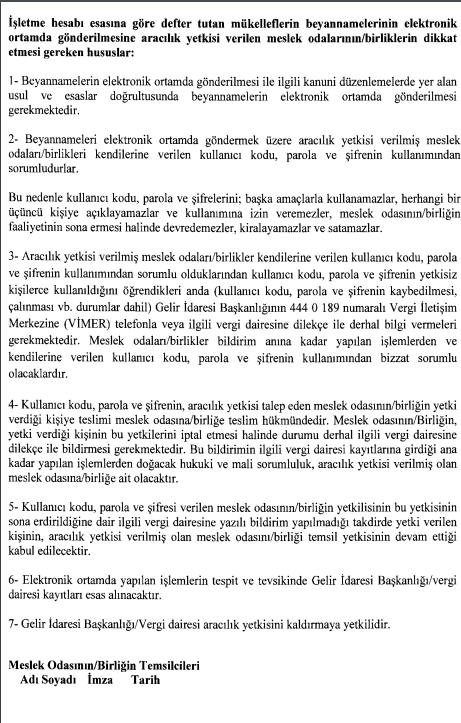 İşletme hesabı esasına göre defter tutan mükelleflerin beyannamelerinin elektronik
ortamda gönderilmesine aracılık yetkisi verilen meslek odalarının/birliklerin dikkat
etmesi gereken hususlar:
1- Beyannamelerin elektronik ortamda gönderilmesi ile ilgili kanuni düzenlemelerde yer alan
usul ve esaslar doğrultusunda beyannamelerin elektronik ortamda gönderilmesi
gerekmektedir.
2- Beyannameleri elektronik ortamda göndermek üzere aracılık yetkisi verilmiş meslek
odaları/birlikleri kendilerine verilen kullanıcı kodu, parola ve şifrenin kullanımından
sorumludurlar.
Bu nedenle kullanıcı kodu, parola ve şifrelerini; başka amaçlarla kullanamazlar, herhangi bir
üçüncü kişiye açıklayamazlar ve kullanımına izin veremezler, meslek odasının/birliğin
faaliyetinin sona ermesi halinde devredemezler, kiralayamazlar ve satamazlar.
3- Aracılık yetkisi verilmiş meslek odaları/birlikler kendilerine verilen kullanıcı kodu, parola
ve şifrenin kullanımından sorumlu olduklarından kullanıcı kodu, parola ve şifrenin yetkisiz
kişilerce kullanıldığını öğrendikleri anda (kullanıcı kodu, parola ve şifrenin kaybedilmesi,
çalınması vb. durumlar dahil) Gelir İdaresi Başkanlığının 444 0 189 numaralı Vergi İletişim
Merkezine (VİMER) telefonla veya ilgili vergi dairesine dilekçe ile derhal bilgi vermeleri
gerekmektedir. Meslek odaları/birlikler bildirim anına kadar yapılan işlemlerden ve
kendilerine verilen kullanıcı kodu, parola ve şifrenin kullanımından bizzat sorumlu
olacaklardır.
4- Kullanıcı kodu, parola ve şifrenin, aracılık yetkisi talep eden meslek odasının/birliğin yetki
verdiği kişiye teslimi meslek odasına/birliğe teslim hükmündedir. Meslek odasının/Birliğin,
yetki verdiği kişinin bu yetkilerini iptal etmesi halinde durumu derhal ilgili vergi dairesine
dilekçe ile bildirmesi gerekmektedir. Bu bildirimin ilgili vergi dairesi kayıtlarına girdiği ana
kadar yapılan işlemlerden doğacak hukuki ve mali sorumluluk, aracılık yetkisi verilmiş olan
meslek odasına/birliğe ait olacaktır.
5- Kullanıcı kodu, parola ve şifresi verilen meslek odasının/birliğin yetkilisinin bu yetkisinin
sona erdirildiğine dair ilgili vergi dairesine yazılı bildirim yapılmadığı takdirde yetki verilen
kişinin, aracılık yetkisi verilmiş olan meslek odasını/birliği temsil yetkisinin devam ettiği
kabul edilecektir.
6- Elektronik ortamda yapılan işlemlerin tespit ve tevsikinde Gelir İdaresi Başkanlığı/vergi
dairesi kayıtları esas alınacaktır.
7- Gelir İdaresi Başkanlığı/Vergi dairesi aracılık yetkisini kaldırmaya yetkilidir.
Meslek Odasının/Birliğin Temsilcileri
Adı Soyadı İmza Tarih